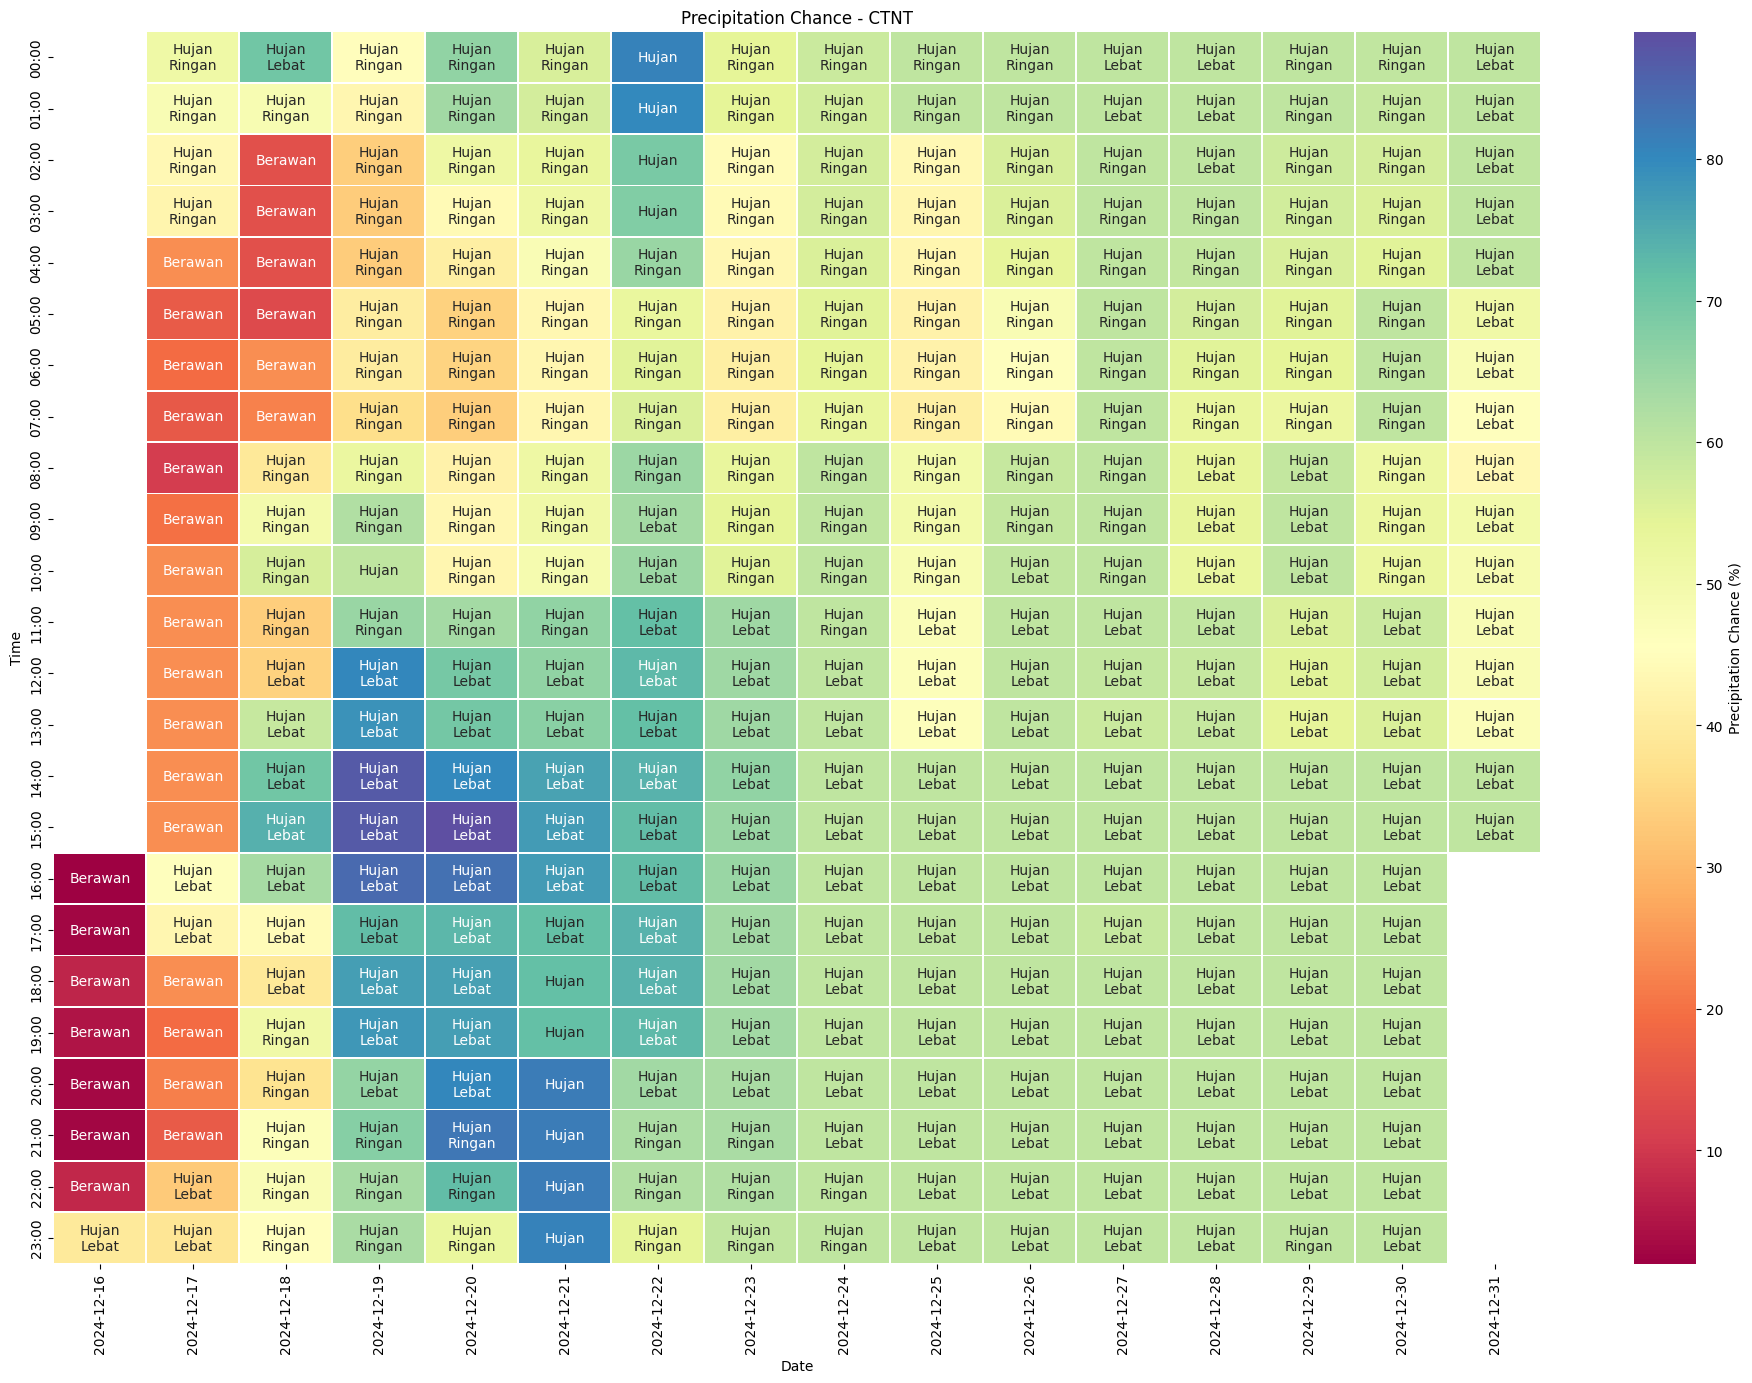 Precipitation Chance - CTNT
00:00 Hujan Ringan Hujan Lebat Hujan Ringan Hujan Ringan Hujan Ringan Hujan Hujan Ringan Hujan Ringan Hujan Ringan Hujan Ringan Hujan Lebat Hujan Lebat Hujan Ringan Hujan Ringan Hujan Lebat
01:00 Hujan Ringan Hujan Ringan Hujan Ringan Hujan Ringan Hujan Ringan Hujan Hujan Ringan Hujan Ringan Hujan Ringan Hujan Ringan Hujan Lebat Hujan Lebat Hujan Ringan Hujan Ringan Hujan Lebat
02:00 Hujan Ringan Berawan Hujan Ringan Hujan Ringan Hujan Ringan Hujan Hujan Ringan Hujan Ringan Hujan Ringan Hujan Ringan Hujan Ringan Hujan Lebat Hujan Ringan Hujan Ringan Hujan Lebat
03:00 Hujan Ringan Berawan Hujan Ringan Hujan Ringan Hujan Ringan Hujan Hujan Ringan Hujan Ringan Hujan Ringan Hujan Ringan Hujan Ringan Hujan Ringan Hujan Ringan Hujan Ringan Hujan Lebat
04:00 Berawan Berawan Hujan Ringan Hujan Ringan Hujan Ringan Hujan Ringan Hujan Ringan Hujan Ringan Hujan Ringan Hujan Ringan Hujan Ringan Hujan Ringan Hujan Ringan Hujan Ringan Hujan Lebat
05:00 Berawan Berawan Hujan Ringan Hujan Ringan Hujan Ringan Hujan Ringan Hujan Ringan Hujan Ringan Hujan Ringan Hujan Ringan Hujan Ringan Hujan Ringan Hujan Ringan Hujan Ringan Hujan Lebat
06:00 Berawan Berawan Hujan Ringan Hujan Ringan Hujan Ringan Hujan Ringan Hujan Ringan Hujan Ringan Hujan Ringan Hujan Ringan Hujan Ringan Hujan Ringan Hujan Ringan Hujan Ringan Hujan Lebat
07:00 Berawan Berawan Hujan Ringan Hujan Ringan Hujan Ringan Hujan Ringan Hujan Ringan Hujan Ringan Hujan Ringan Hujan Ringan Hujan Ringan Hujan Ringan Hujan Ringan Hujan Ringan Hujan Lebat
08:00 Berawan Hujan Ringan Hujan Ringan Hujan Ringan Hujan Ringan Hujan Ringan Hujan Ringan Hujan Ringan Hujan Ringan Hujan Ringan Hujan Ringan Hujan Lebat Hujan Lebat Hujan Ringan Hujan Lebat
09:00 Berawan Hujan Ringan Hujan Ringan Hujan Ringan Hujan Ringan Hujan Lebat Hujan Ringan Hujan Ringan Hujan Ringan Hujan Ringan Hujan Ringan Hujan Lebat Hujan Lebat Hujan Ringan Hujan Lebat
10:00 Berawan Hujan Ringan Hujan Hujan Ringan Hujan Ringan Hujan Lebat Hujan Ringan Hujan Ringan Hujan Ringan Hujan Lebat Hujan Ringan Hujan Lebat Hujan Lebat Hujan Ringan Hujan Lebat
11:00 Berawan Hujan Ringan Hujan Ringan Hujan Ringan Hujan Ringan Hujan Lebat Hujan Lebat Hujan Ringan Hujan Lebat Hujan Lebat Hujan Lebat Hujan Lebat Hujan Lebat Hujan Lebat Hujan Lebat
12:00 Berawan Hujan Lebat Hujan Lebat Hujan Lebat Hujan Lebat Hujan Lebat Hujan Lebat Hujan Lebat Hujan Lebat Hujan Lebat Hujan Lebat Hujan Lebat Hujan Lebat Hujan Lebat Hujan Lebat
13:00 Berawan Hujan Lebat Hujan Lebat Hujan Lebat Hujan Lebat Hujan Lebat Hujan Lebat Hujan Lebat Hujan Lebat Hujan Lebat Hujan Lebat Hujan Lebat Hujan Lebat Hujan Lebat Hujan Lebat
14:00 Berawan Hujan Lebat Hujan Lebat Hujan Lebat Hujan Lebat Hujan Lebat Hujan Lebat Hujan Lebat Hujan Lebat Hujan Lebat Hujan Lebat Hujan Lebat Hujan Lebat Hujan Lebat Hujan Lebat
15:00 Berawan Hujan Lebat Hujan Lebat Hujan Lebat Hujan Lebat Hujan Lebat Hujan Lebat Hujan Lebat Hujan Lebat Hujan Lebat Hujan Lebat Hujan Lebat Hujan Lebat Hujan Lebat Hujan Lebat
16:00 Berawan Hujan Lebat Hujan Lebat Hujan Lebat Hujan Lebat Hujan Lebat Hujan Lebat Hujan Lebat Hujan Lebat Hujan Lebat Hujan Lebat Hujan Lebat Hujan Lebat Hujan Lebat Hujan Lebat
17:00 Berawan Hujan Lebat Hujan Lebat Hujan Lebat Hujan Lebat Hujan Lebat Hujan Lebat Hujan Lebat Hujan Lebat Hujan Lebat Hujan Lebat Hujan Lebat Hujan Lebat Hujan Lebat Hujan Lebat
18:00 Berawan Berawan Hujan Lebat Hujan Lebat Hujan Lebat Hujan Hujan Lebat Hujan Lebat Hujan Lebat Hujan Lebat Hujan Lebat Hujan Lebat Hujan Lebat Hujan Lebat Hujan Lebat
19:00 Berawan Berawan Hujan Ringan Hujan Lebat Hujan Lebat Hujan Hujan Lebat Hujan Lebat Hujan Lebat Hujan Lebat Hujan Lebat Hujan Lebat Hujan Lebat Hujan Lebat Hujan Lebat
20:00 Berawan Berawan Hujan Ringan Hujan Lebat Hujan Lebat Hujan Hujan Lebat Hujan Lebat Hujan Lebat Hujan Lebat Hujan Lebat Hujan Lebat Hujan Lebat Hujan Lebat Hujan Lebat
21:00 Berawan Berawan Hujan Ringan Hujan Ringan Hujan Ringan Hujan Hujan Ringan Hujan Ringan Hujan Lebat Hujan Lebat Hujan Lebat Hujan Lebat Hujan Lebat Hujan Lebat Hujan Lebat
22:00 Berawan Hujan Lebat Hujan Ringan Hujan Ringan Hujan Ringan Hujan Hujan Ringan Hujan Ringan Hujan Ringan Hujan Lebat Hujan Lebat Hujan Lebat Hujan Lebat Hujan Lebat Hujan Lebat
23:00 Hujan Lebat Hujan Lebat Hujan Ringan Hujan Ringan Hujan Ringan Hujan Hujan Ringan Hujan Ringan Hujan Ringan Hujan Lebat Hujan Lebat Hujan Lebat Hujan Lebat Hujan Ringan Hujan Lebat
Time
2024-12-16 2024-12-17 2024-12-18 2024-12-19 2024-12-20 2024-12-21 2024-12-22 2024-12-23 2024-12-24 2024-12-25 2024-12-26 2024-12-27 2024-12-28 2024-12-29 2024-12-30 2024-12-31
Date
80
70
60
50
40
30
20
10
Precipitation Chance (%)